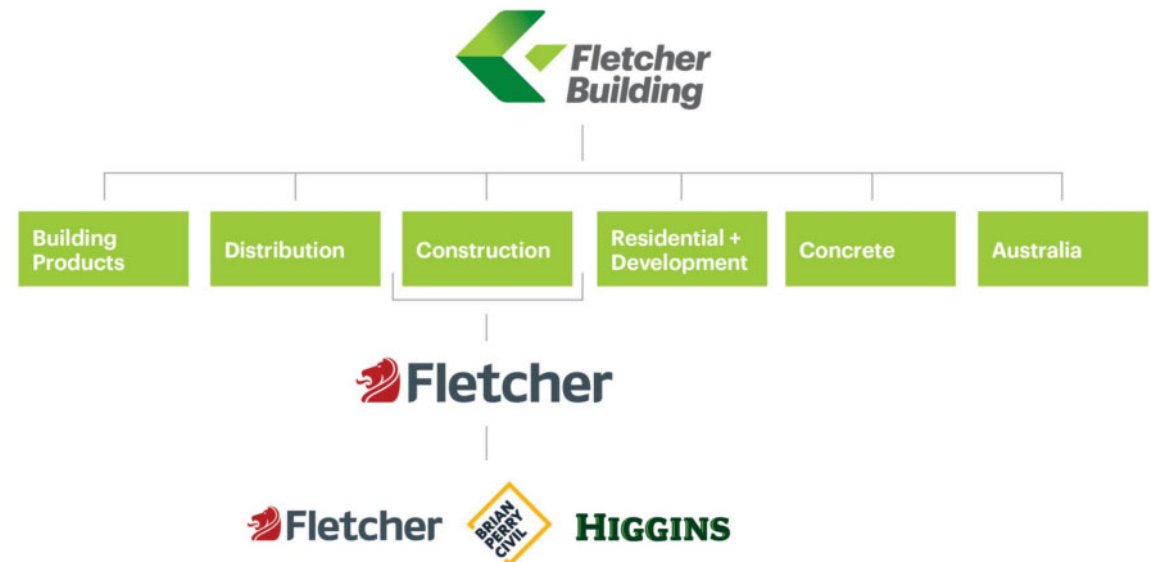 Fletcher
Building
Building
Products
Distribution
Construction
Residential +
Development
Concrete
Australia
Fletcher
Fletcher
BRIAN
PERRY
CIVIL
HIGGINS